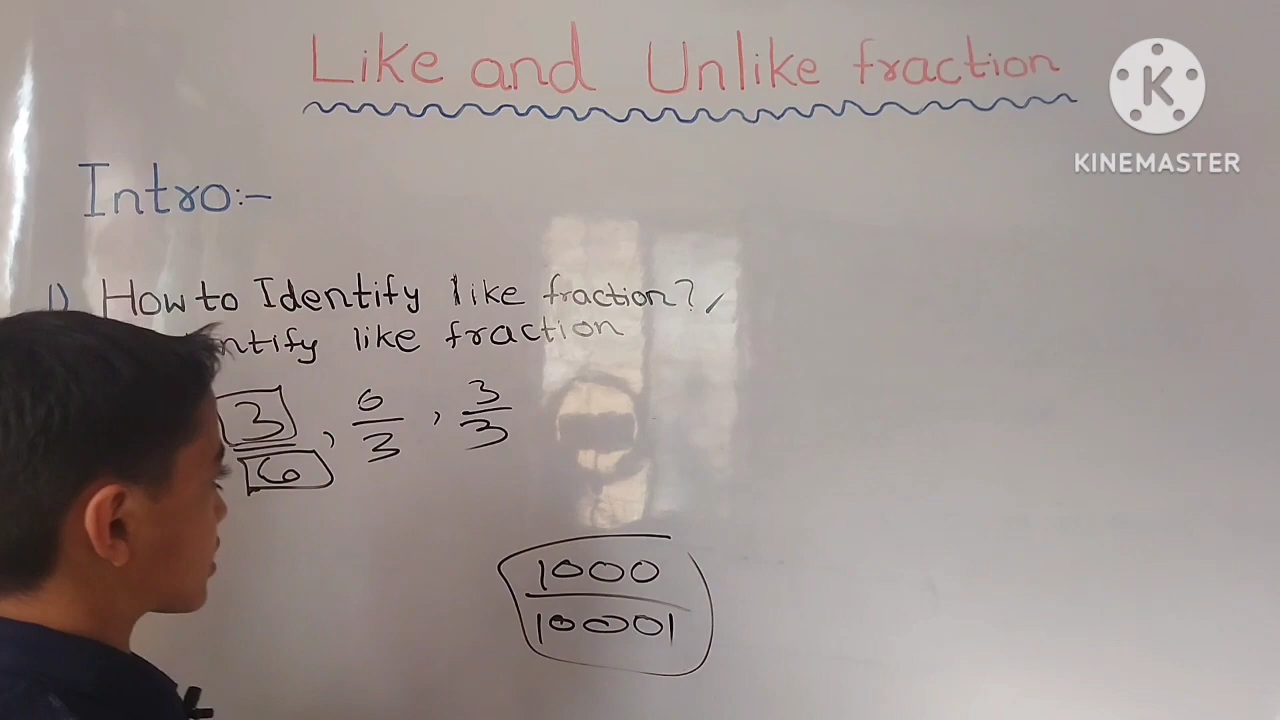 Like and Unlike fraction
K
KINEMASTER
Intro:-
1) How to Identify like fraction?,
like fraction
3/6, 6/3, 3/3
1000/10001